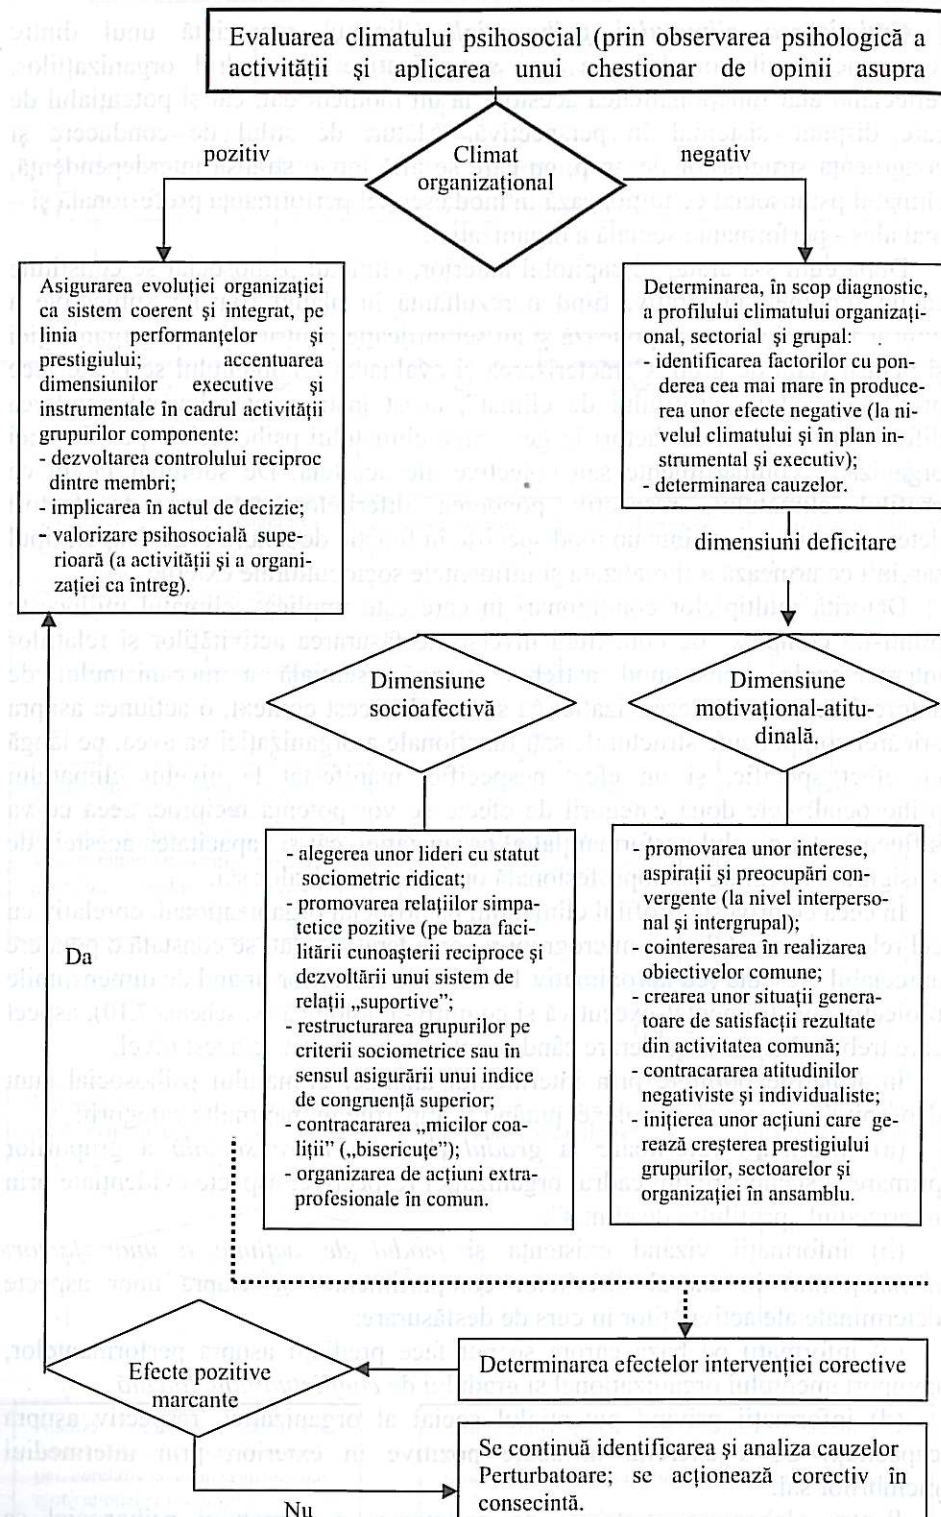 Evaluarea climatului psihosocial (prin observarea psihologică a
activității și aplicarea unui chestionar de opinii asupra
pozitiv
Climat
organizațional
negativ
Asigurarea evoluției organizației
ca sistem coerent și integrat, pe
linia performanțelor și
prestigiului; accentuarea
dimensiunilor executive și
instrumentale în cadrul activității
grupurilor componente:
- dezvoltarea controlului reciproc
dintre membri;
- implicarea în actul de decizie;
- valorizare psihosocială supe-
rioară (a activității și a organi-
zației ca întreg).
Determinarea, în scop diagnostic,
a profilului climatului organizați-
onal, sectorial și grupal:
- identificarea factorilor cu pon-
derea cea mai mare în produce-
rea unor efecte negative (la ni-
velul climatului și în plan in-
strumental și executiv);
- determinarea cauzelor.
dimensiuni deficitare
Dimensiune
socioafectivă
Dimensiune
motivațional-atitu-
dinală
- alegerea unor lideri cu statut
sociometric ridicat;
- promovarea relațiilor simpa-
tetice pozitive (pe baza faci-
litării cunoașterii reciproce și
dezvoltării unui sistem de
relații „suportive”;
- restructurarea grupurilor pe
criterii sociometrice sau în
sensul asigurării unui indice
de congruență superior;
- contracararea „micilor coa-
liții” („bisericuțe”);
- organizarea de acțiuni extra-
profesionale în comun.
- promovarea unor interese,
aspirații și preocupări con-
vergente (la nivel interperso-
nal și intergrupal);
- cointeresarea în realizarea
obiectivelor comune;
- crearea unor situații genera-
toare de satisfacții rezultate
din activitatea comună;
- contracararea atitudinilor
negativiste și individualiste;
- inițierea unor acțiuni care ge-
rează creșterea prestigiului
grupurilor, sectoarelor și
organizației în ansamblu.
Da
Efecte pozitive
marcante
Determinarea efectelor intervenției corective
Nu
Se continuă identificarea și analiza cauzelor
Perturbatoare; se acționează corectiv în
consecință.